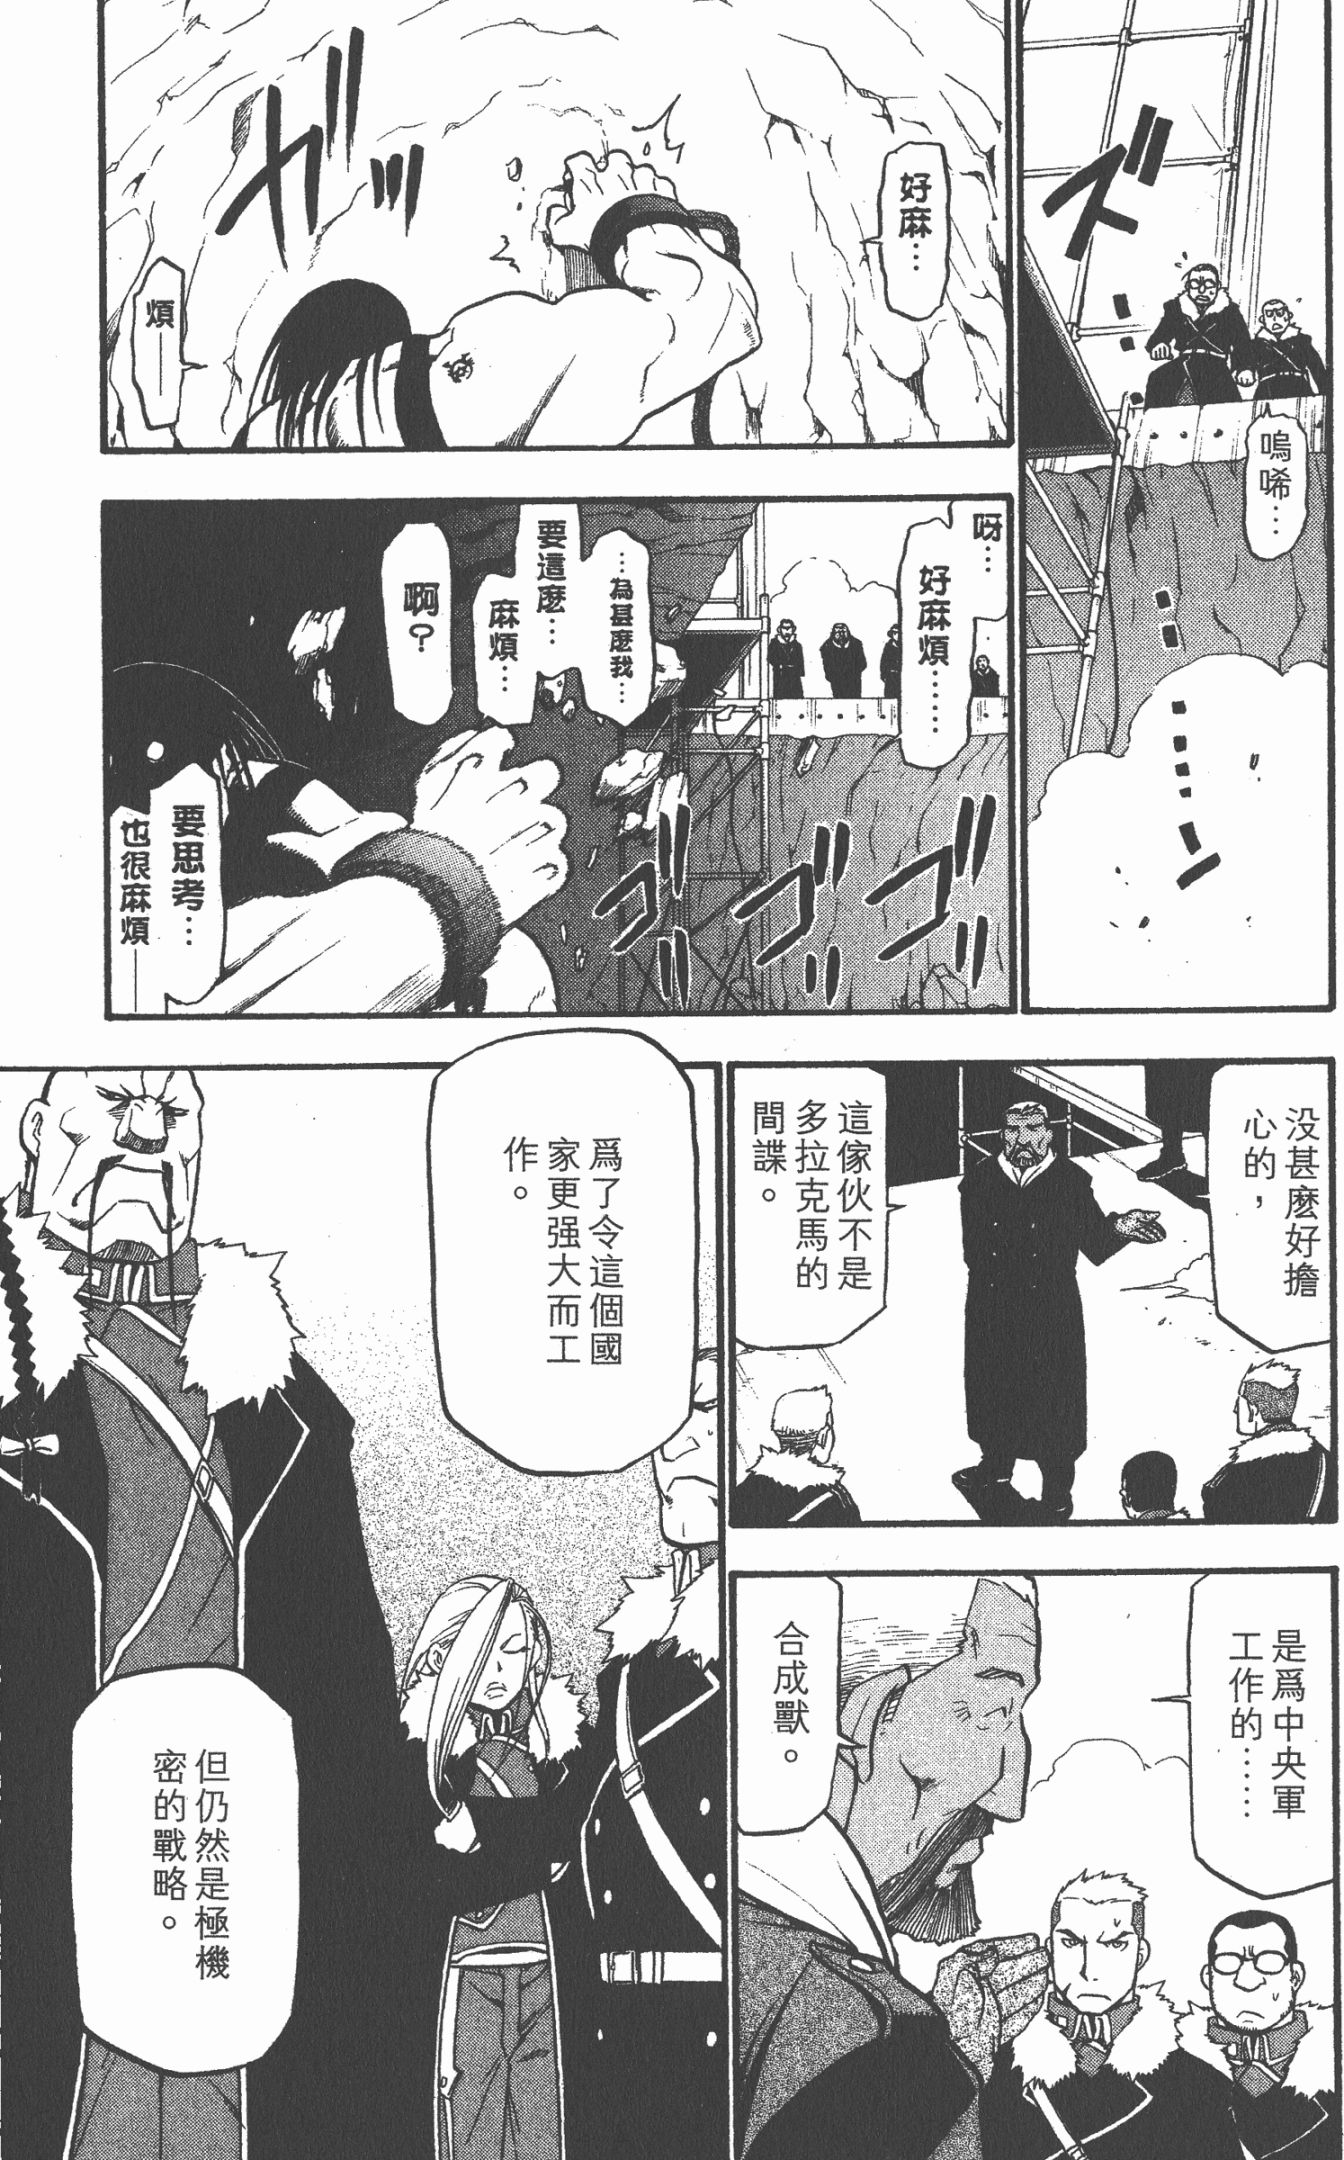 ズ
嗚唏…
好麻…
煩——
ガガッ
呀…
好麻煩……
…為甚麼我…
要這麼…
麻煩…
啊？
要思考…
也很麻煩——
ゴゴゴ
没甚麽好擔
心的，
這傢伙不是
多拉克馬的
間諜。
是爲中央軍
工作的……
合成獸。
爲了令這個國
家更强大而工
作。
但仍然是極機
密的戰略。